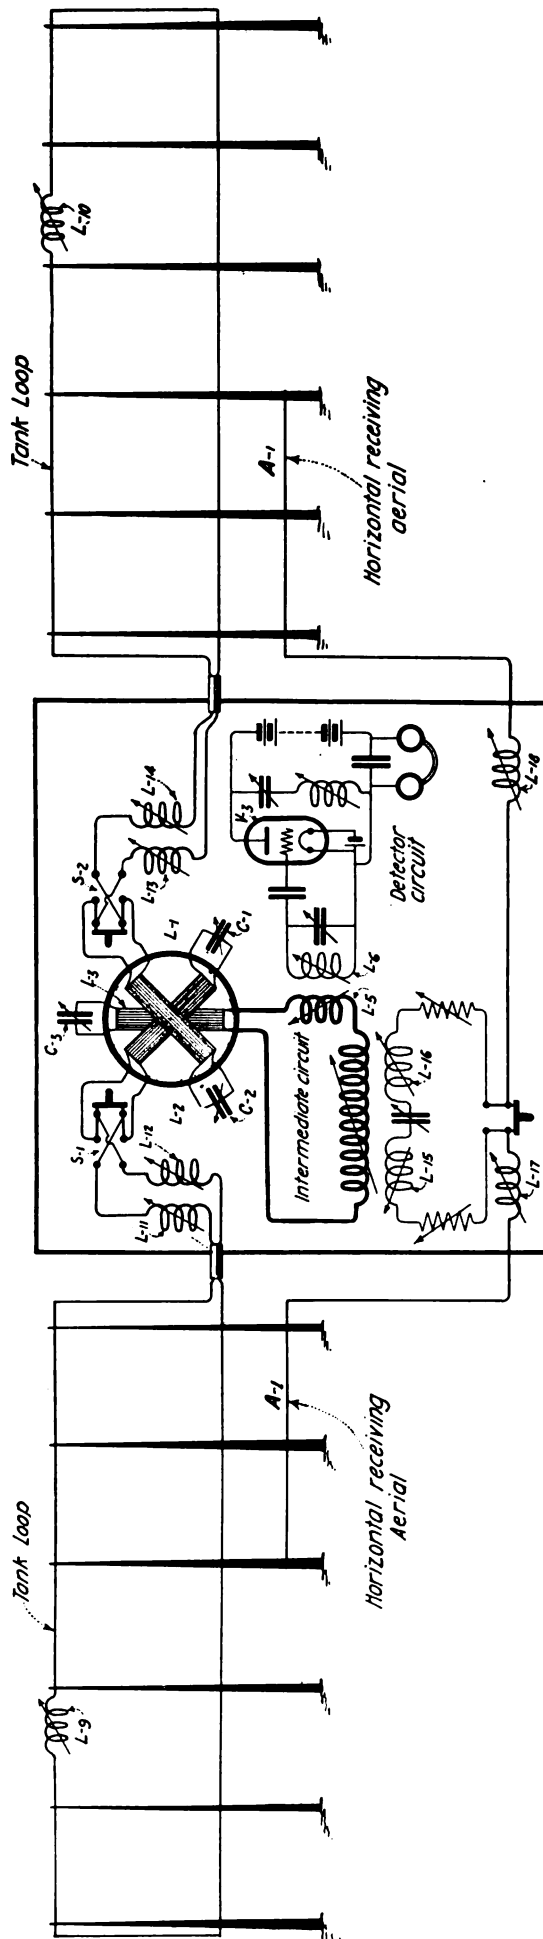 Tank Loop
L-9
A-1
Horizontal receiving
Aerial
S-1
L-11
L-12
L-2
C-2
C-3
L-3
L-1
C-1
S-2
L-13
L-14
Intermediate circuit
L-5
L-6
V-3
Detector
circuit
L-15
L-16
L-17
L-18
Tank Loop
L-10
A-1
Horizontal receiving
aerial